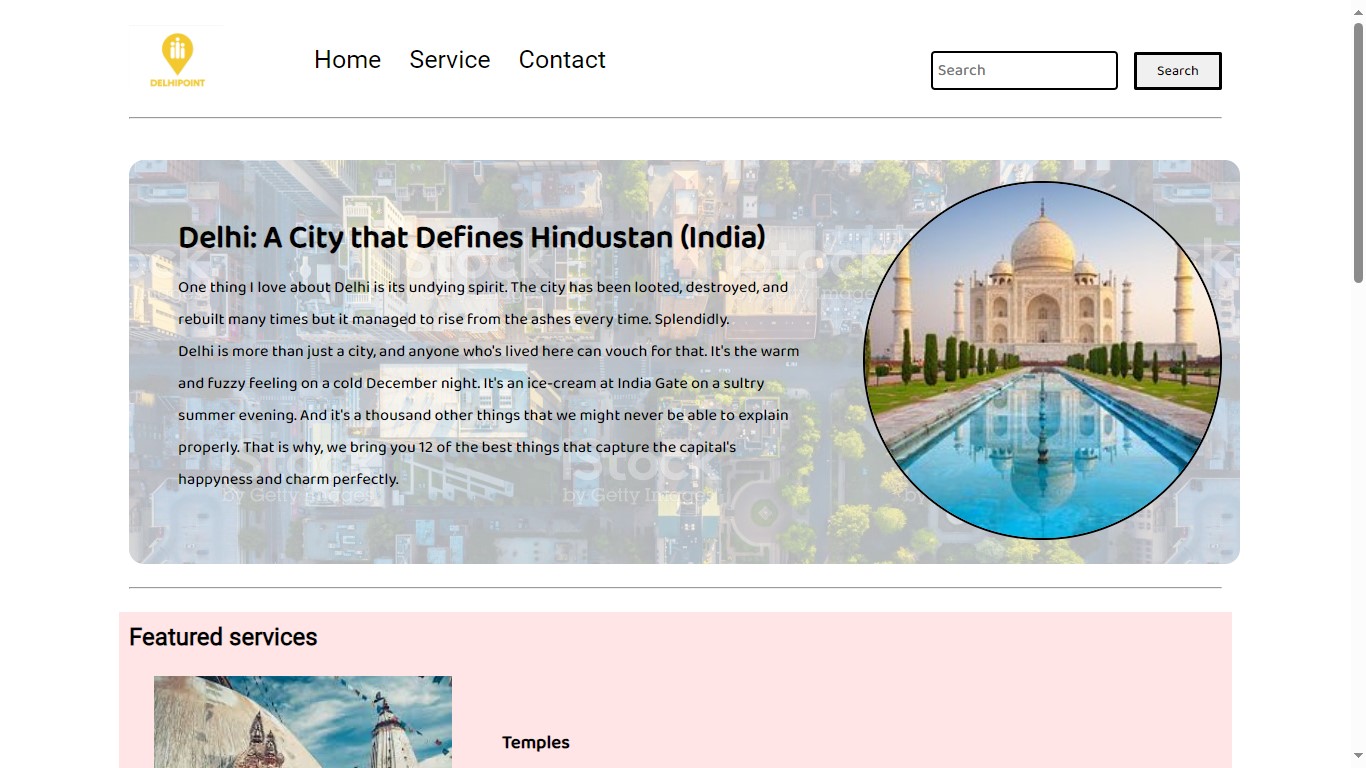 DELHIPOINT
Home Service Contact
Search Search
Delhi: A City that Defines Hindustan (India)
One thing I love about Delhi is its undying spirit. The city has been looted, destroyed, and
rebuilt many times but it managed to rise from the ashes every time. Splendidly.
Delhi is more than just a city, and anyone who's lived here can vouch for that. It's the warm
and fuzzy feeling on a cold December night. It's an ice-cream at India Gate on a sultry
summer evening. And it's a thousand other things that we might never be able to explain
properly. That is why, we bring you 12 of the best things that capture the capital's
happyness and charm perfectly.
iStock
by Getty Images
iStock
by Getty Images
Featured services
Temples